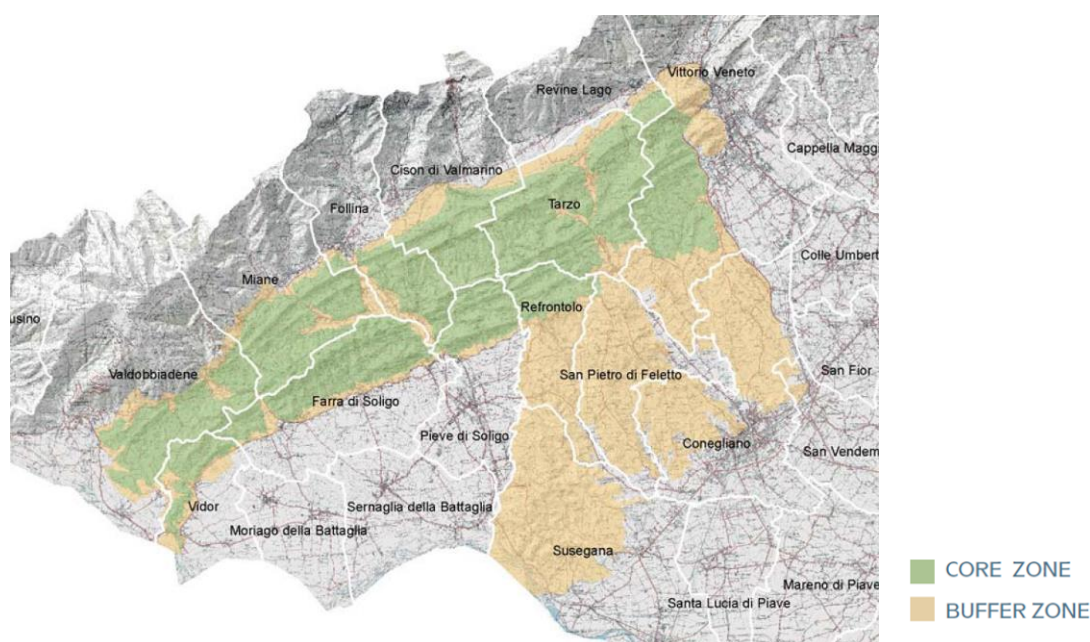 Vittorio Veneto
Revine Lago
Cappella Maggi
Cison di Valmarino
Tarzo
Follina
Colle Umbert
Miane
Refrontolo
usino
Valdobbiadene
San Pietro di Feletto
San Fior
Farra di Soligo
Pieve di Soligo
Conegliano
San Vendem
Vidor
Sernaglia della Battaglia
Moriago della Battaglia
Susegana
CORE ZONE
Mareno di Piave
Santa Lucia di Piave
BUFFER ZONE